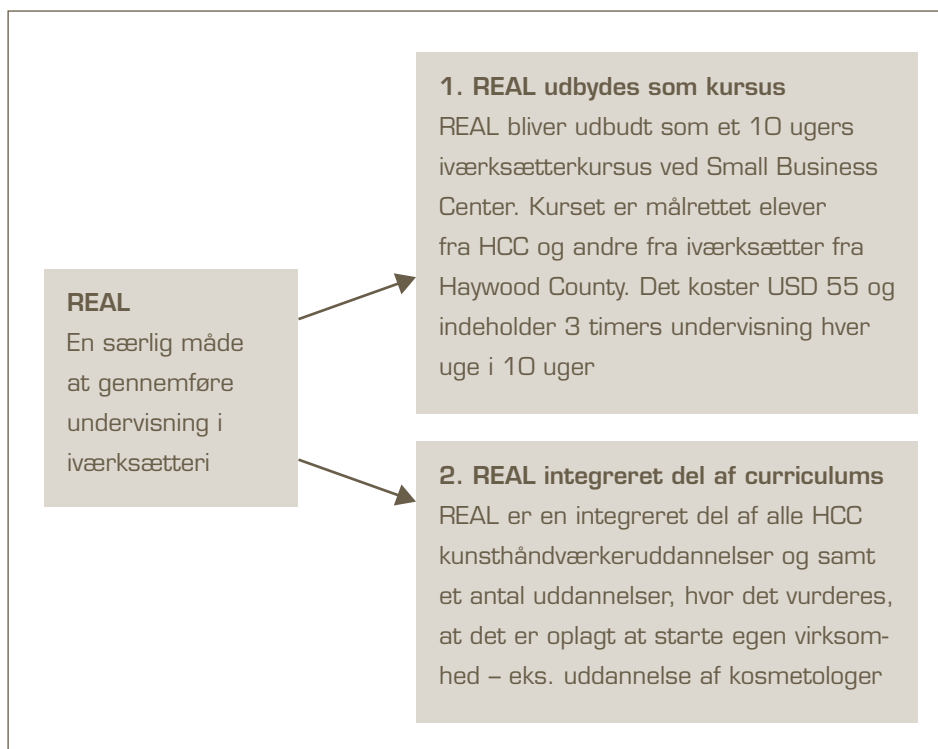 REAL
En særlig måde
at gennemføre
undervisning i
iværksætteri
1. REAL udbydes som kursus
REAL bliver udbudt som et 10 ugers
iværksætterkursus ved Small Business
Center. Kurset er målrettet elever
fra HCC og andre fra iværksætter fra
Haywood County. Det koster USD 55 og
indeholder 3 timers undervisning hver
uge i 10 uger
2. REAL integreret del af curriculums
REAL er en integreret del af alle HCC
kunsthåndværkeruddannelser og samt
et antal uddannelser, hvor det vurderes,
at det er oplagt at starte egen virksom-
hed – eks. uddannelse af kosmetologer